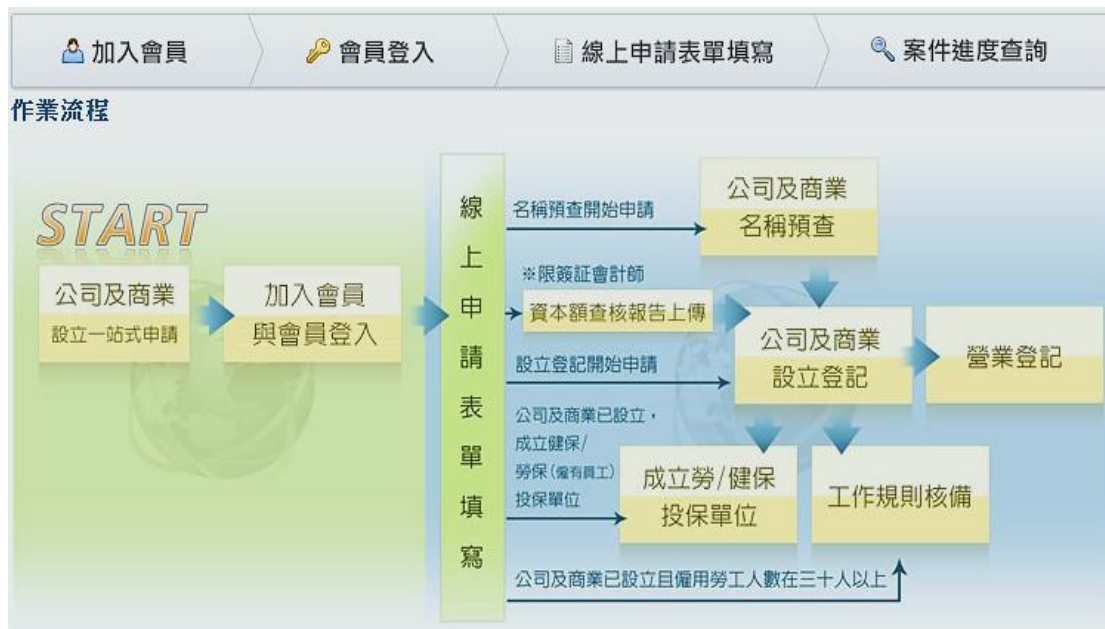 加入會員
會員登入
線上申請表單填寫
案件進度查詢
作業流程
START
公司及商業
設立一站式申請
加入會員
與會員登入
線上申請表單填寫
名稱預查開始申請
公司及商業
名稱預查
※限簽証會計師
資本額查核報告上傳
設立登記開始申請
公司及商業
設立登記
營業登記
公司及商業已設立，
成立健保/
勞保(僱有員工)
投保單位
成立勞/健保
投保單位
工作規則核備
公司及商業已設立且僱用勞工人數在三十人以上